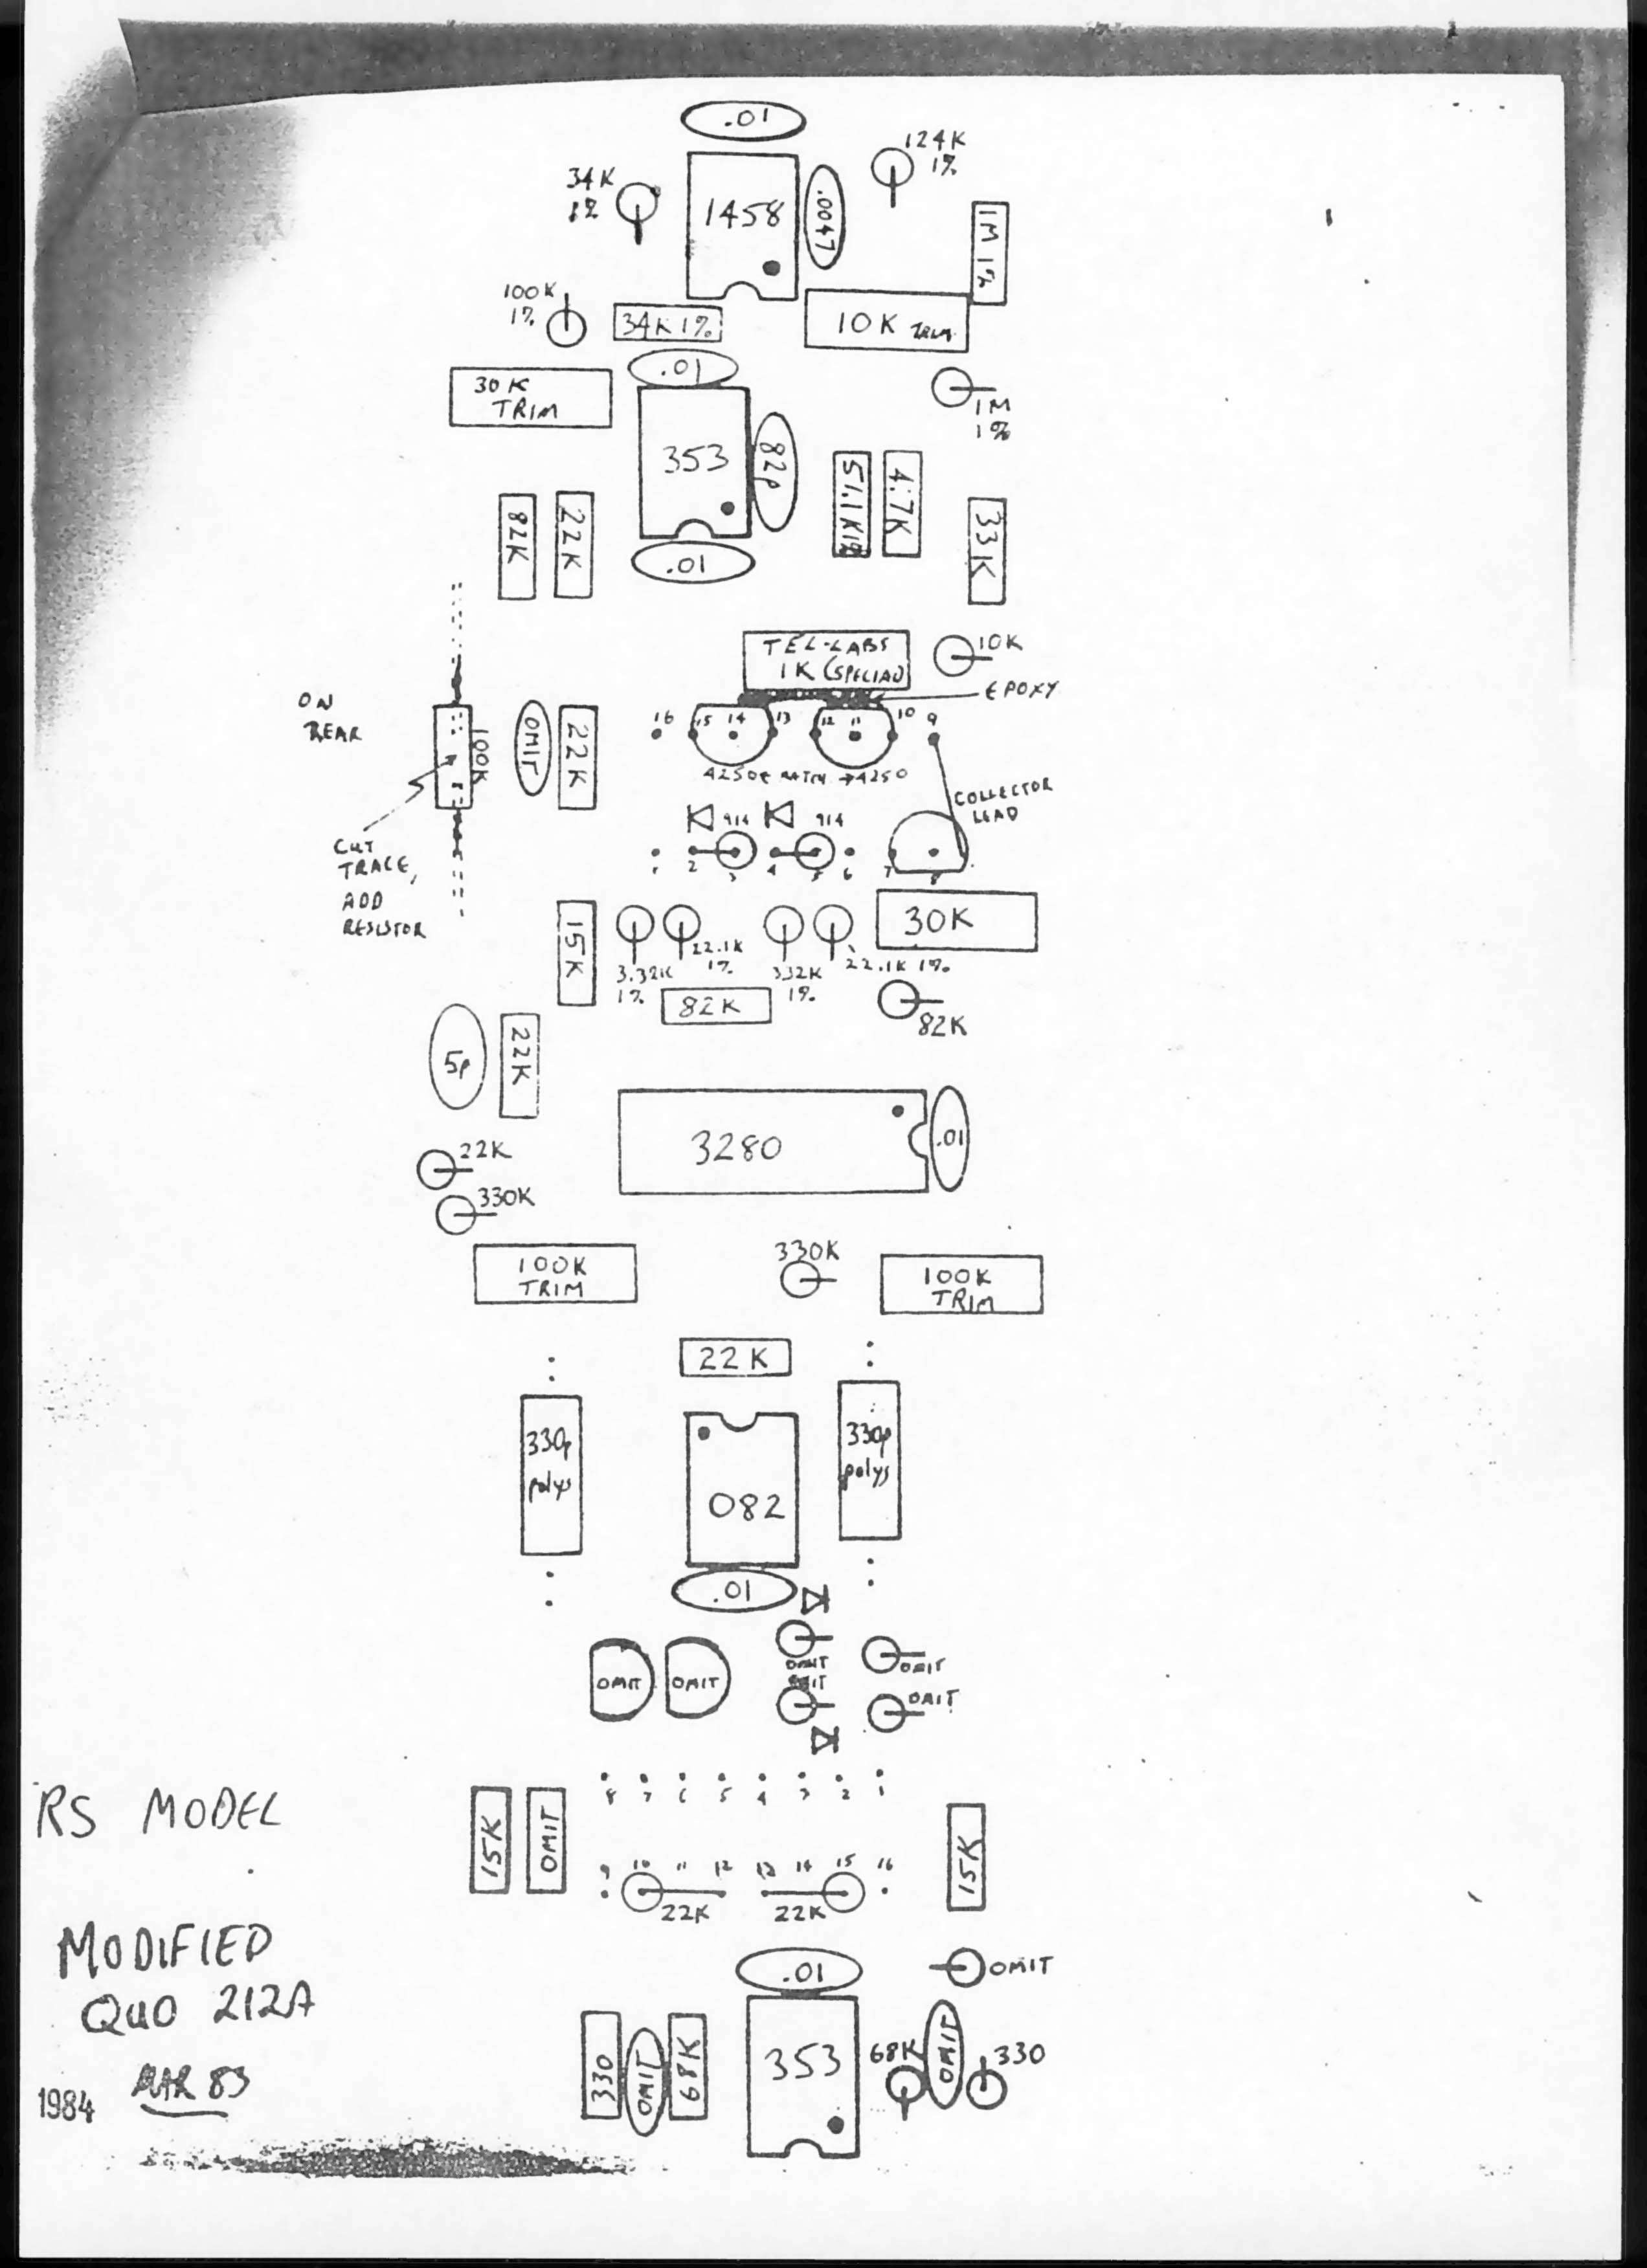 .01
124K
1%
34K
1%
1458
.0047
1M 1%
100K
1%
34K 1%
10K TRIM
.01
30K
TRIM
1M
1%
353
82p
51.1K1%
4.7K
82K
22K
33K
.01
TEL-LABS
1K (SPECIAL)
10K
EPOXY
ON
REAR
100K
OMIT
22K
16 15 14 13 12 11 10 9
A250 ← MATCH → A250
COLLECTOR
LEAD
914
914
1 2 3 4 5 6 7 8
CUT
TRACE,
ADD
RESISTOR
15K
30K
3.32K
1%
22.1K
1%
3.32K
1%
22.1K 1%
82K
82K
5p
22K
3280
.01
22K
330K
100K
TRIM
330K
100K
TRIM
22K
330p
polys
082
330p
polys
.01
OMIT
OMIT
OMIT
OMIT
OMIT
OMIT
8 7 6 5 4 3 2 1
RS MODEL
15K
OMIT
15K
9 10 11 12 13 14 15 16
22K
22K
MODIFIED
QUO 212A
.01
OMIT
330
OMIT
68K
353
68K
OMIT
330
1984
MAR 83